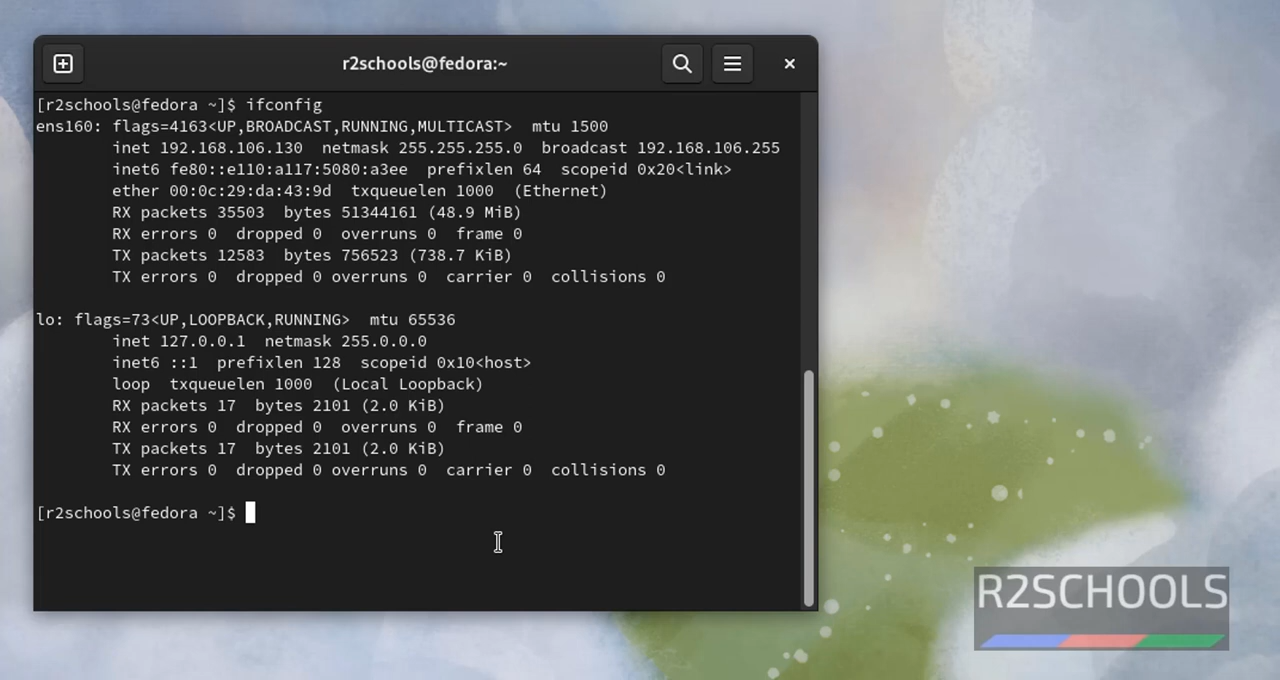 r2schools@fedora:~
[r2schools@fedora ~]$ ifconfig
ens160: flags=4163<UP,BROADCAST,RUNNING,MULTICAST>  mtu 1500
        inet 192.168.106.130  netmask 255.255.255.0  broadcast 192.168.106.255
        inet6 fe80::e110:a117:5080:a3ee  prefixlen 64  scopeid 0x20<link>
        ether 00:0c:29:da:43:9d  txqueuelen 1000  (Ethernet)
        RX packets 35503  bytes 51344161 (48.9 MiB)
        RX errors 0  dropped 0  overruns 0  frame 0
        TX packets 12583  bytes 756523 (738.7 KiB)
        TX errors 0  dropped 0 overruns 0  carrier 0  collisions 0
lo: flags=73<UP,LOOPBACK,RUNNING>  mtu 65536
        inet 127.0.0.1  netmask 255.0.0.0
        inet6 ::1  prefixlen 128  scopeid 0x10<host>
        loop  txqueuelen 1000  (Local Loopback)
        RX packets 17  bytes 2101 (2.0 KiB)
        RX errors 0  dropped 0  overruns 0  frame 0
        TX packets 17  bytes 2101 (2.0 KiB)
        TX errors 0  dropped 0 overruns 0  carrier 0  collisions 0
[r2schools@fedora ~]$
R2SCHOOLS